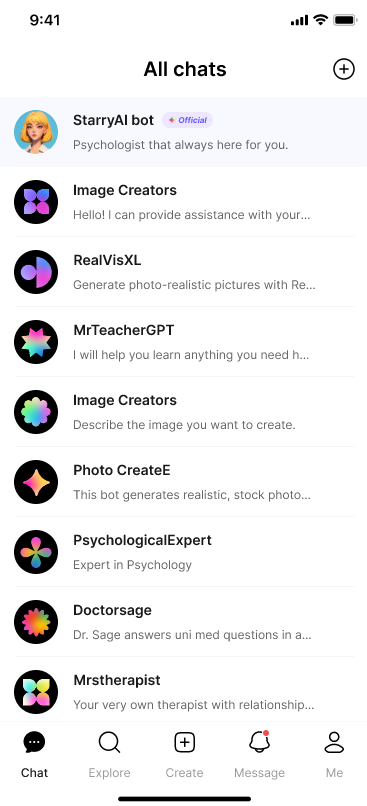 9:41
All chats
StarryAI bot Official
Psychologist that always here for you.
Image Creators
Hello! I can provide assistance with your...
RealVisXL
Generate photo-realistic pictures with Re...
MrTeacherGPT
I will help you learn anything you need h...
Image Creators
Describe the image you want to create.
Photo CreateE
This bot generates realistic, stock photo...
PsychologicalExpert
Expert in Psychology
Doctorsage
Dr. Sage answers uni med questions in a...
Mrstherapist
Your very own therapist with relationship...
Chat Explore Create Message Me